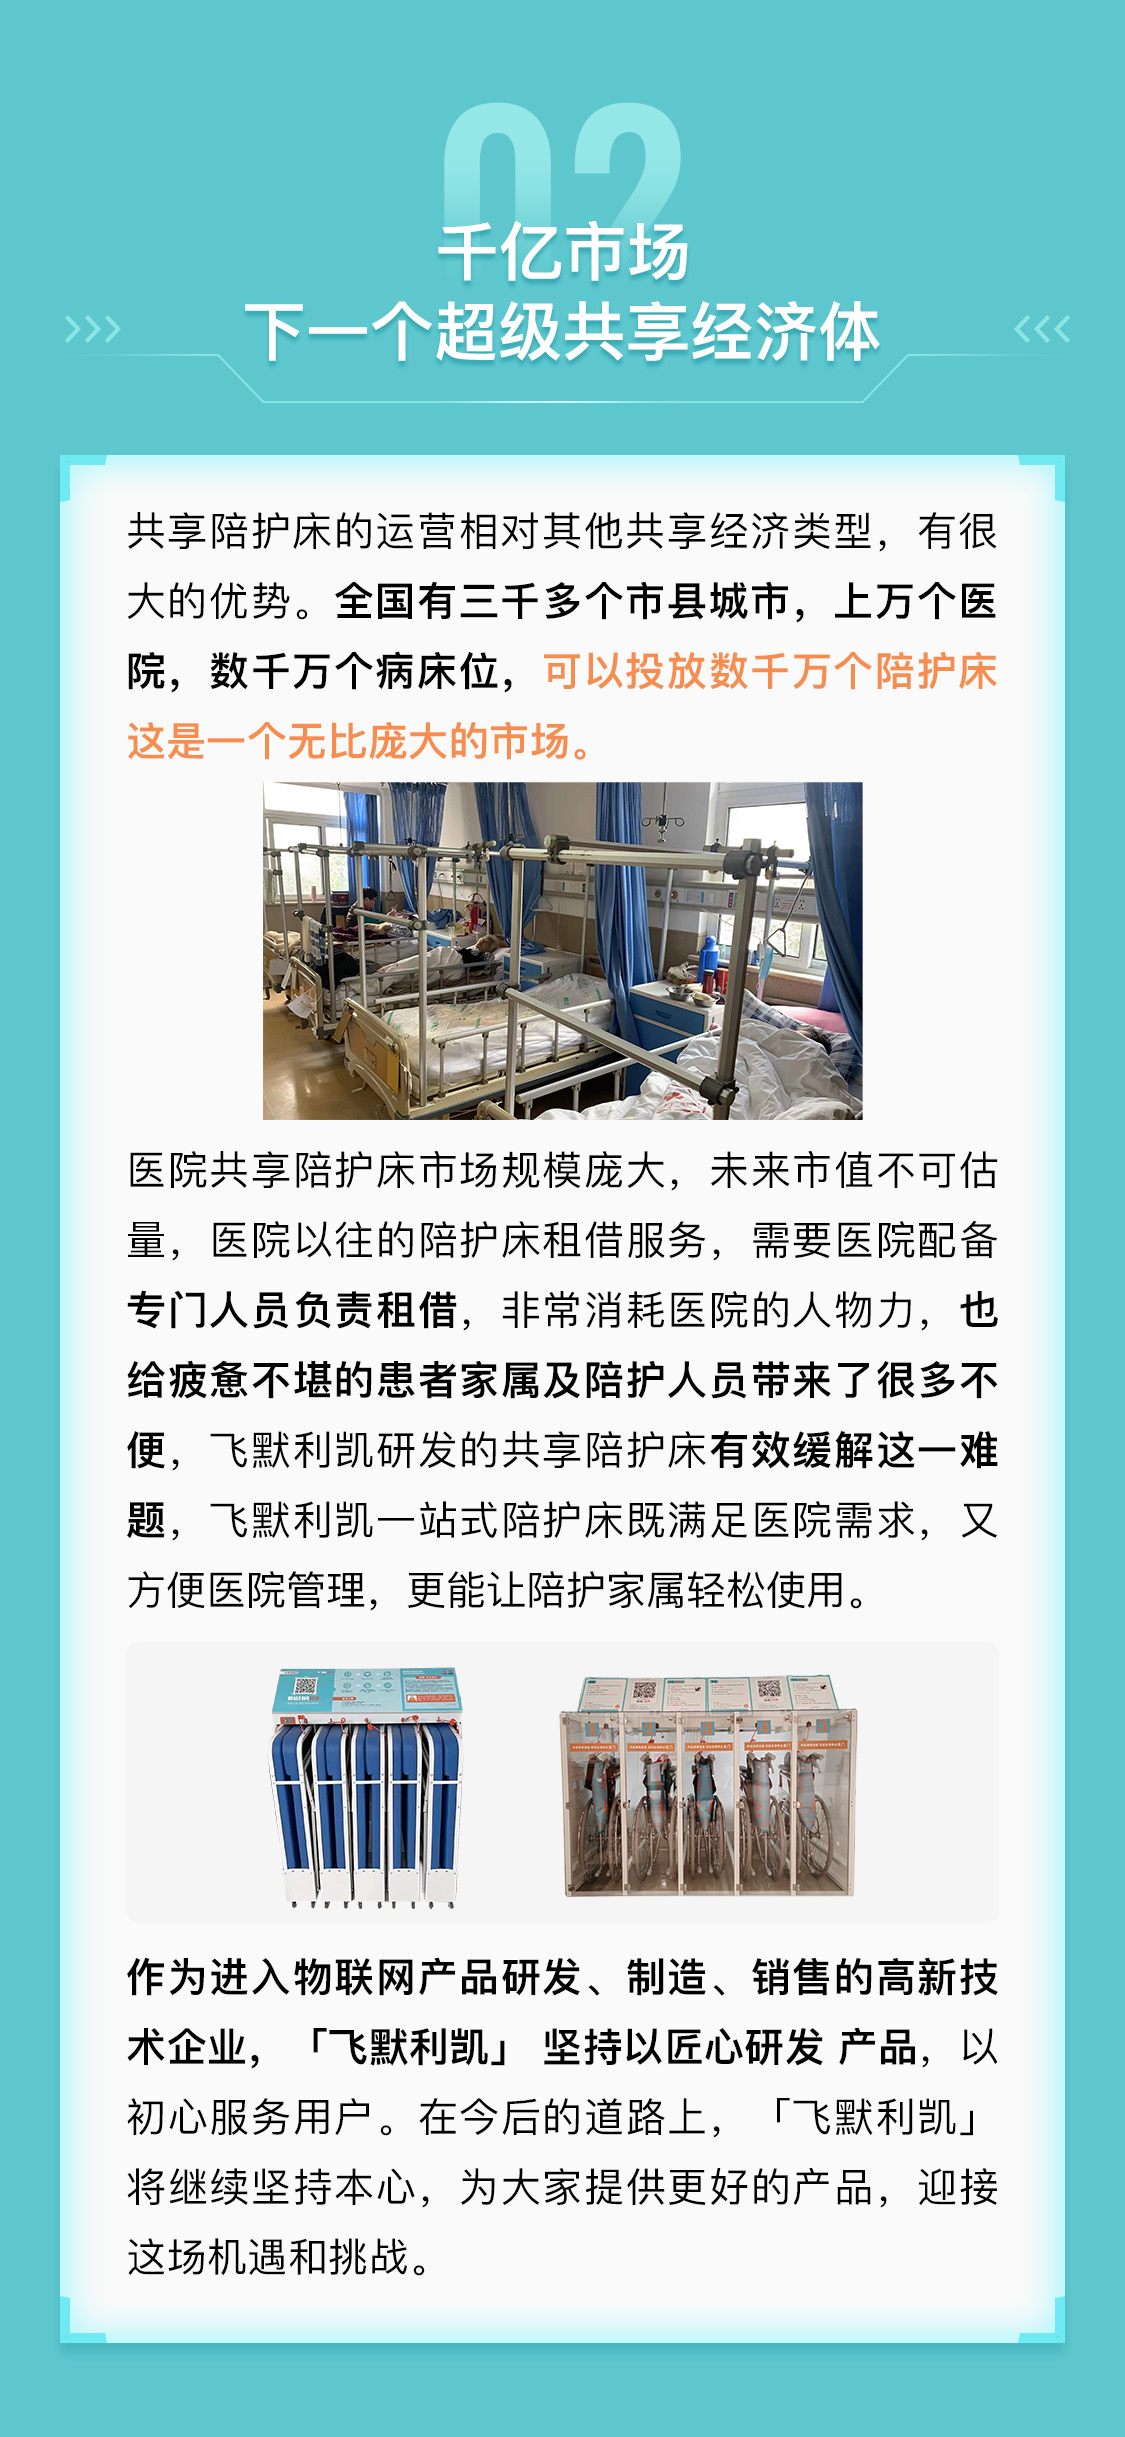 02
千亿市场
下一个超级共享经济体
共享陪护床的运营相对其他共享经济类型，有很
大的优势。全国有三千多个市县城市，上万个医
院，数千万个病床位，可以投放数千万个陪护床
这是一个无比庞大的市场。
医院共享陪护床市场规模庞大，未来市值不可估
量，医院以往的陪护床租借服务，需要医院配备
专门人员负责租借，非常消耗医院的人物力，也
给疲惫不堪的患者家属及陪护人员带来了很多不
便，飞默利凯研发的共享陪护床有效缓解这一难
题，飞默利凯一站式陪护床既满足医院需求，又
方便医院管理，更能让陪护家属轻松使用。
作为进入物联网产品研发、制造、销售的高新技
术企业，「飞默利凯」 坚持以匠心研发 产品，以
初心服务用户。在今后的道路上，「飞默利凯」
将继续坚持本心，为大家提供更好的产品，迎接
这场机遇和挑战。